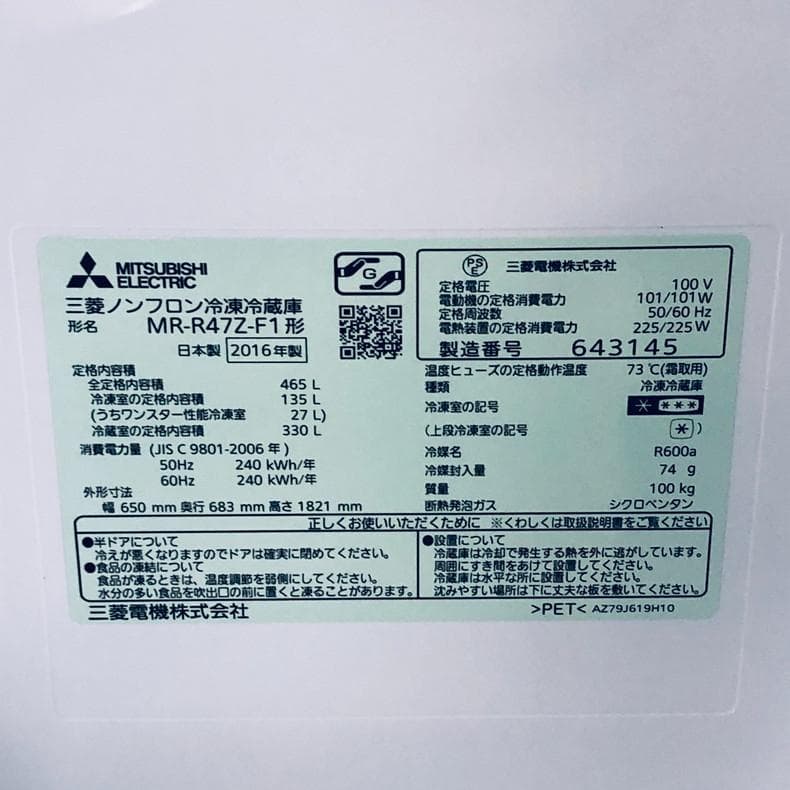 MITSUBISHI
ELECTRIC
三菱ノンフロン冷凍冷蔵庫
形名 MR-R47Z-F1形
日本製 2016年製
G
定格内容積
全定格内容積 465 L
冷凍室の定格内容積 135 L
(うちワンスター性能冷凍室 27 L)
冷蔵室の定格内容積 330 L
消費電力量 (JIS C 9801-2006 年)
50Hz 240 kWh/年
60Hz 240 kWh/年
外形寸法
幅 650 mm 奥行 683 mm 高さ 1821 mm
PSE 三菱電機株式会社
定格電圧 100 V
電動機の定格消費電力 101/101W
定格周波数 50/60 Hz
電熱装置の定格消費電力 225/225W
製造番号 643145
温度ヒューズの定格動作温度 73 ℃(霜取用)
種類 冷凍冷蔵庫
冷凍室の記号 * ***
(上段冷凍室の記号 * )
冷媒名 R600a
冷媒封入量 74 g
質量 100 kg
断熱発泡ガス シクロペンタン
正しくお使いいただくために ※くわしくは取扱説明書をご覧ください
●半ドアについて
冷えが悪くなりますのでドアは確実に閉めてください。
●食品の凍結について
食品が凍るときは、温度調節を弱側にしてください。
水分の多い食品を吹出口の前に置くと凍ることがあります。
●設置について
冷蔵庫は冷却で発生する熱を外に逃がしています。
周囲にすき間をあけて設置してください。
冷蔵庫は水平な所に設置してください。
沈みやすい場所は下に丈夫な板を敷いてください。
三菱電機株式会社
>PET< AZ79J619H10